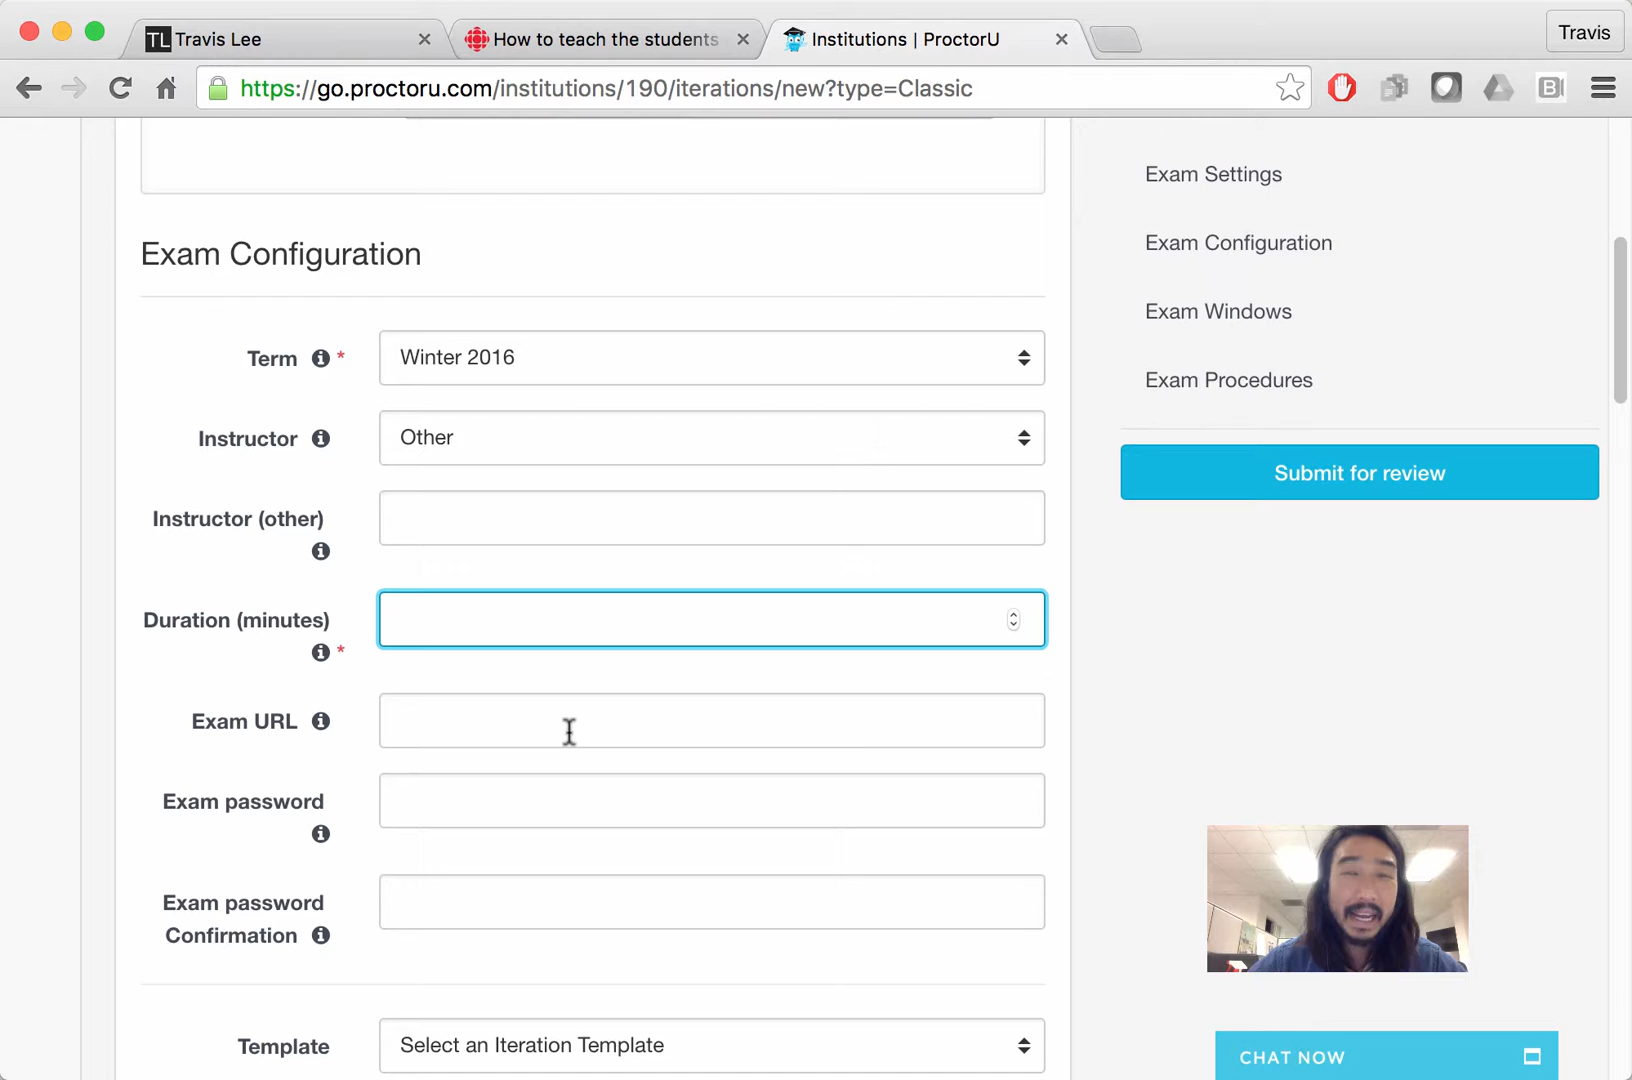 TL Travis Lee
How to teach the students
Institutions | ProctorU
Travis
https://go.proctoru.com/institutions/190/iterations/new?type=Classic
B
Exam Settings
Exam Configuration
Exam Windows
Exam Procedures
Submit for review
Exam Configuration
Term *
Winter 2016
Instructor
Other
Instructor (other)
Duration (minutes)
*
Exam URL
Exam password
Exam password
Confirmation
Template
Select an Iteration Template
CHAT NOW